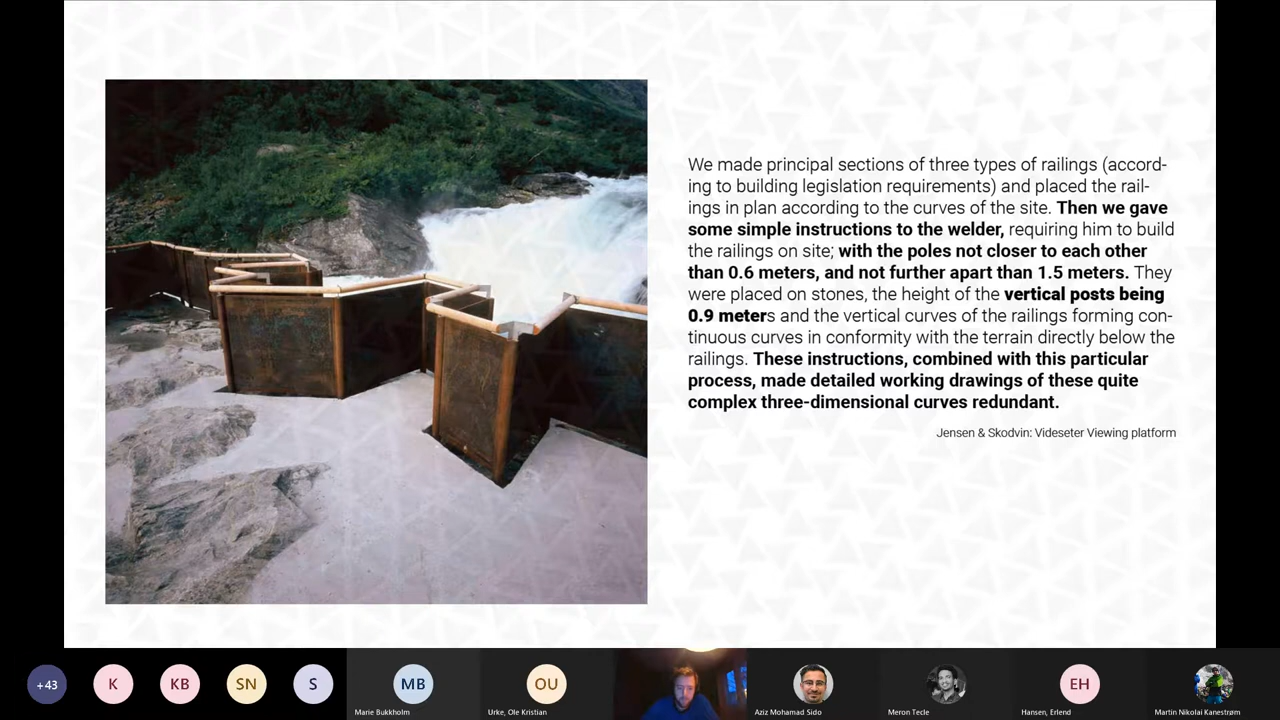 We made principal sections of three types of railings (accord-
ing to building legislation requirements) and placed the rail-
ings in plan according to the curves of the site. Then we gave
some simple instructions to the welder, requiring him to build
the railings on site; with the poles not closer to each other
than 0.6 meters, and not further apart than 1.5 meters. They
were placed on stones, the height of the vertical posts being
0.9 meters and the vertical curves of the railings forming con-
tinuous curves in conformity with the terrain directly below the
railings. These instructions, combined with this particular
process, made detailed working drawings of these quite
complex three-dimensional curves redundant.
Jensen & Skodvin: Videseter Viewing platform
+43
K
KB
SN
S
MB
OU
EH
Marie Bukkholm
Urke, Ole Kristian
Aziz Mohamad Sido
Meron Tecle
Hansen, Erlend
Martin Nikolai Kanestrøm